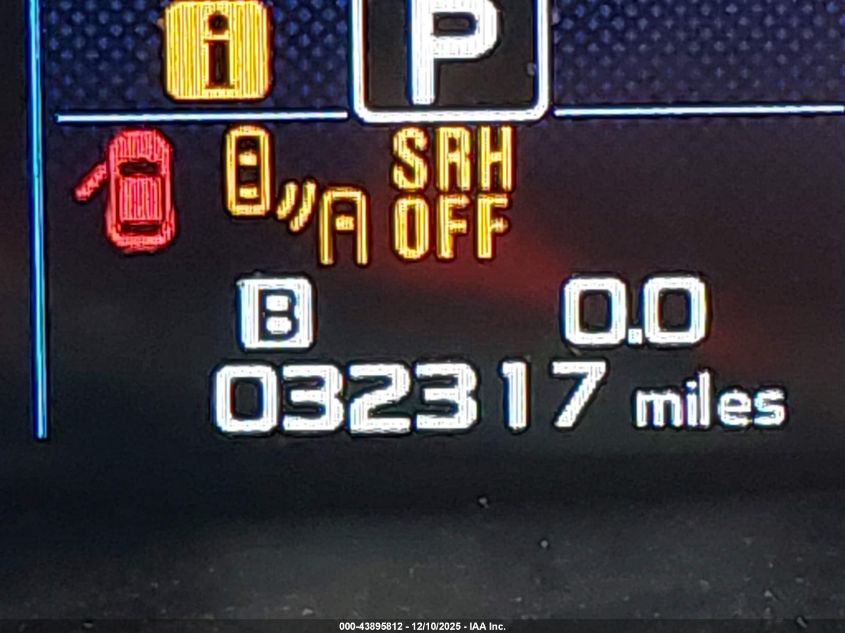 i P
SRH
OFF
B 0.0
032317 miles
000-43895812 - 12/10/2025 - IAA Inc.